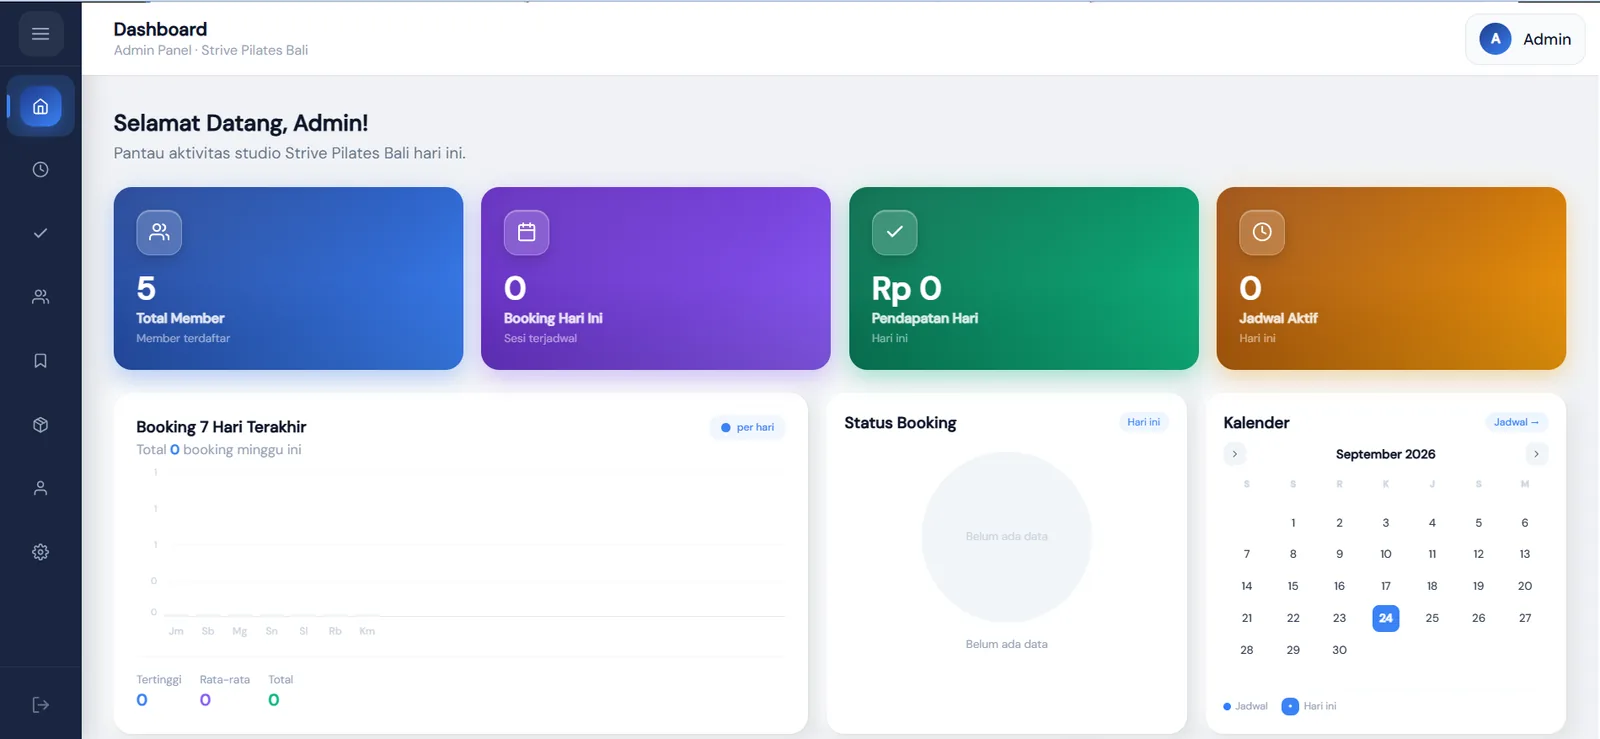 Dashboard
Admin Panel · Strive Pilates Bali
A Admin
Selamat Datang, Admin!
Pantau aktivitas studio Strive Pilates Bali hari ini.
5
Total Member
Member terdaftar
0
Booking Hari Ini
Sesi terjadwal
Rp 0
Pendapatan Hari
Hari ini
0
Jadwal Aktif
Hari ini
Booking 7 Hari Terakhir
per hari
Total 0 booking minggu ini
1
1
1
0
0
Jm Sb Mg Sn Sl Rb Km
Tertinggi Rata-rata Total
0 0 0
Status Booking
Hari ini
Belum ada data
Belum ada data
Kalender
Jadwal →
September 2026
S S R K J S M
1 2 3 4 5 6
7 8 9 10 11 12 13
14 15 16 17 18 19 20
21 22 23 24 25 26 27
28 29 30
Jadwal Hari ini